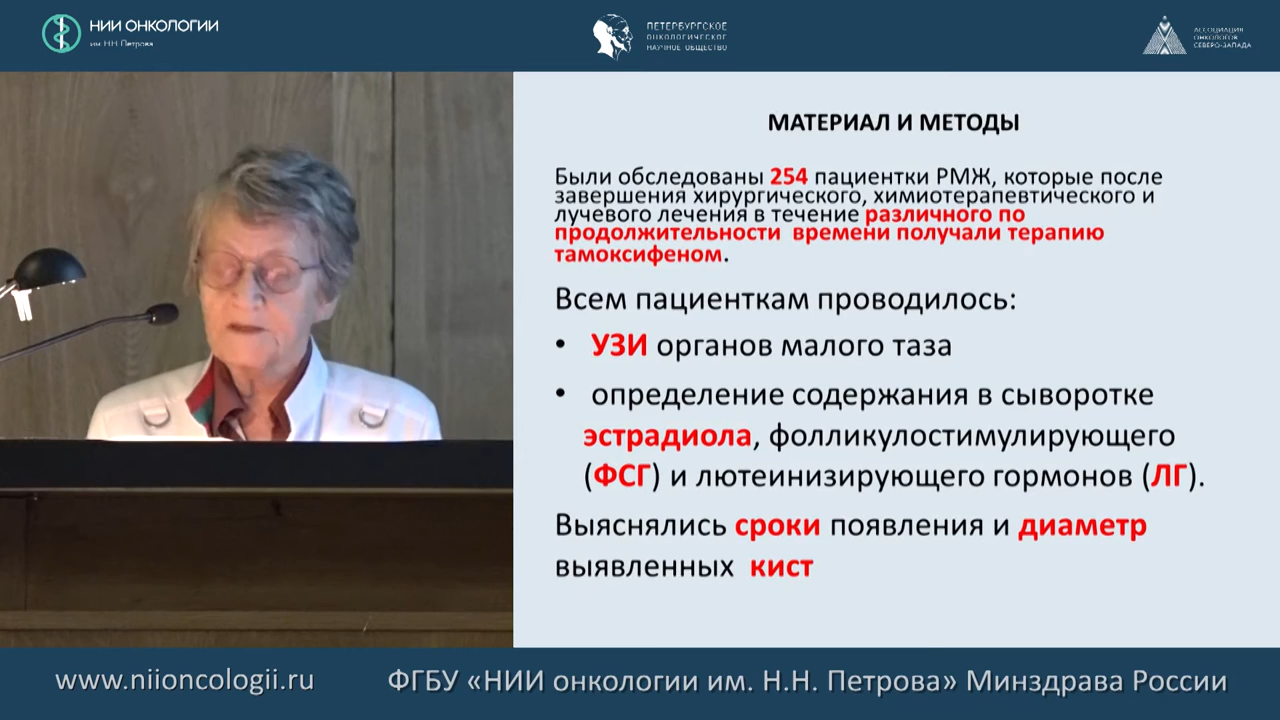 НИИ ОНКОЛОГИИ
им. Н.Н. Петрова
ПЕТЕРБУРГСКОЕ
ОНКОЛОГИЧЕСКОЕ
НАУЧНОЕ ОБЩЕСТВО
АССОЦИАЦИЯ
ОНКОЛОГОВ
СЕВЕРО-ЗАПАДА
МАТЕРИАЛ И МЕТОДЫ
Были обследованы 254 пациентки РМЖ, которые после
завершения хирургического, химиотерапевтического и
лучевого лечения в течение различного по
продолжительности времени получали терапию
тамоксифеном.
Всем пациенткам проводилось:
• УЗИ органов малого таза
• определение содержания в сыворотке
эстрадиола, фолликулостимулирующего
(ФСГ) и лютеинизирующего гормонов (ЛГ).
Выяснялись сроки появления и диаметр
выявленных кист
www.niioncologii.ru
ФГБУ «НИИ онкологии им. Н.Н. Петрова» Минздрава России